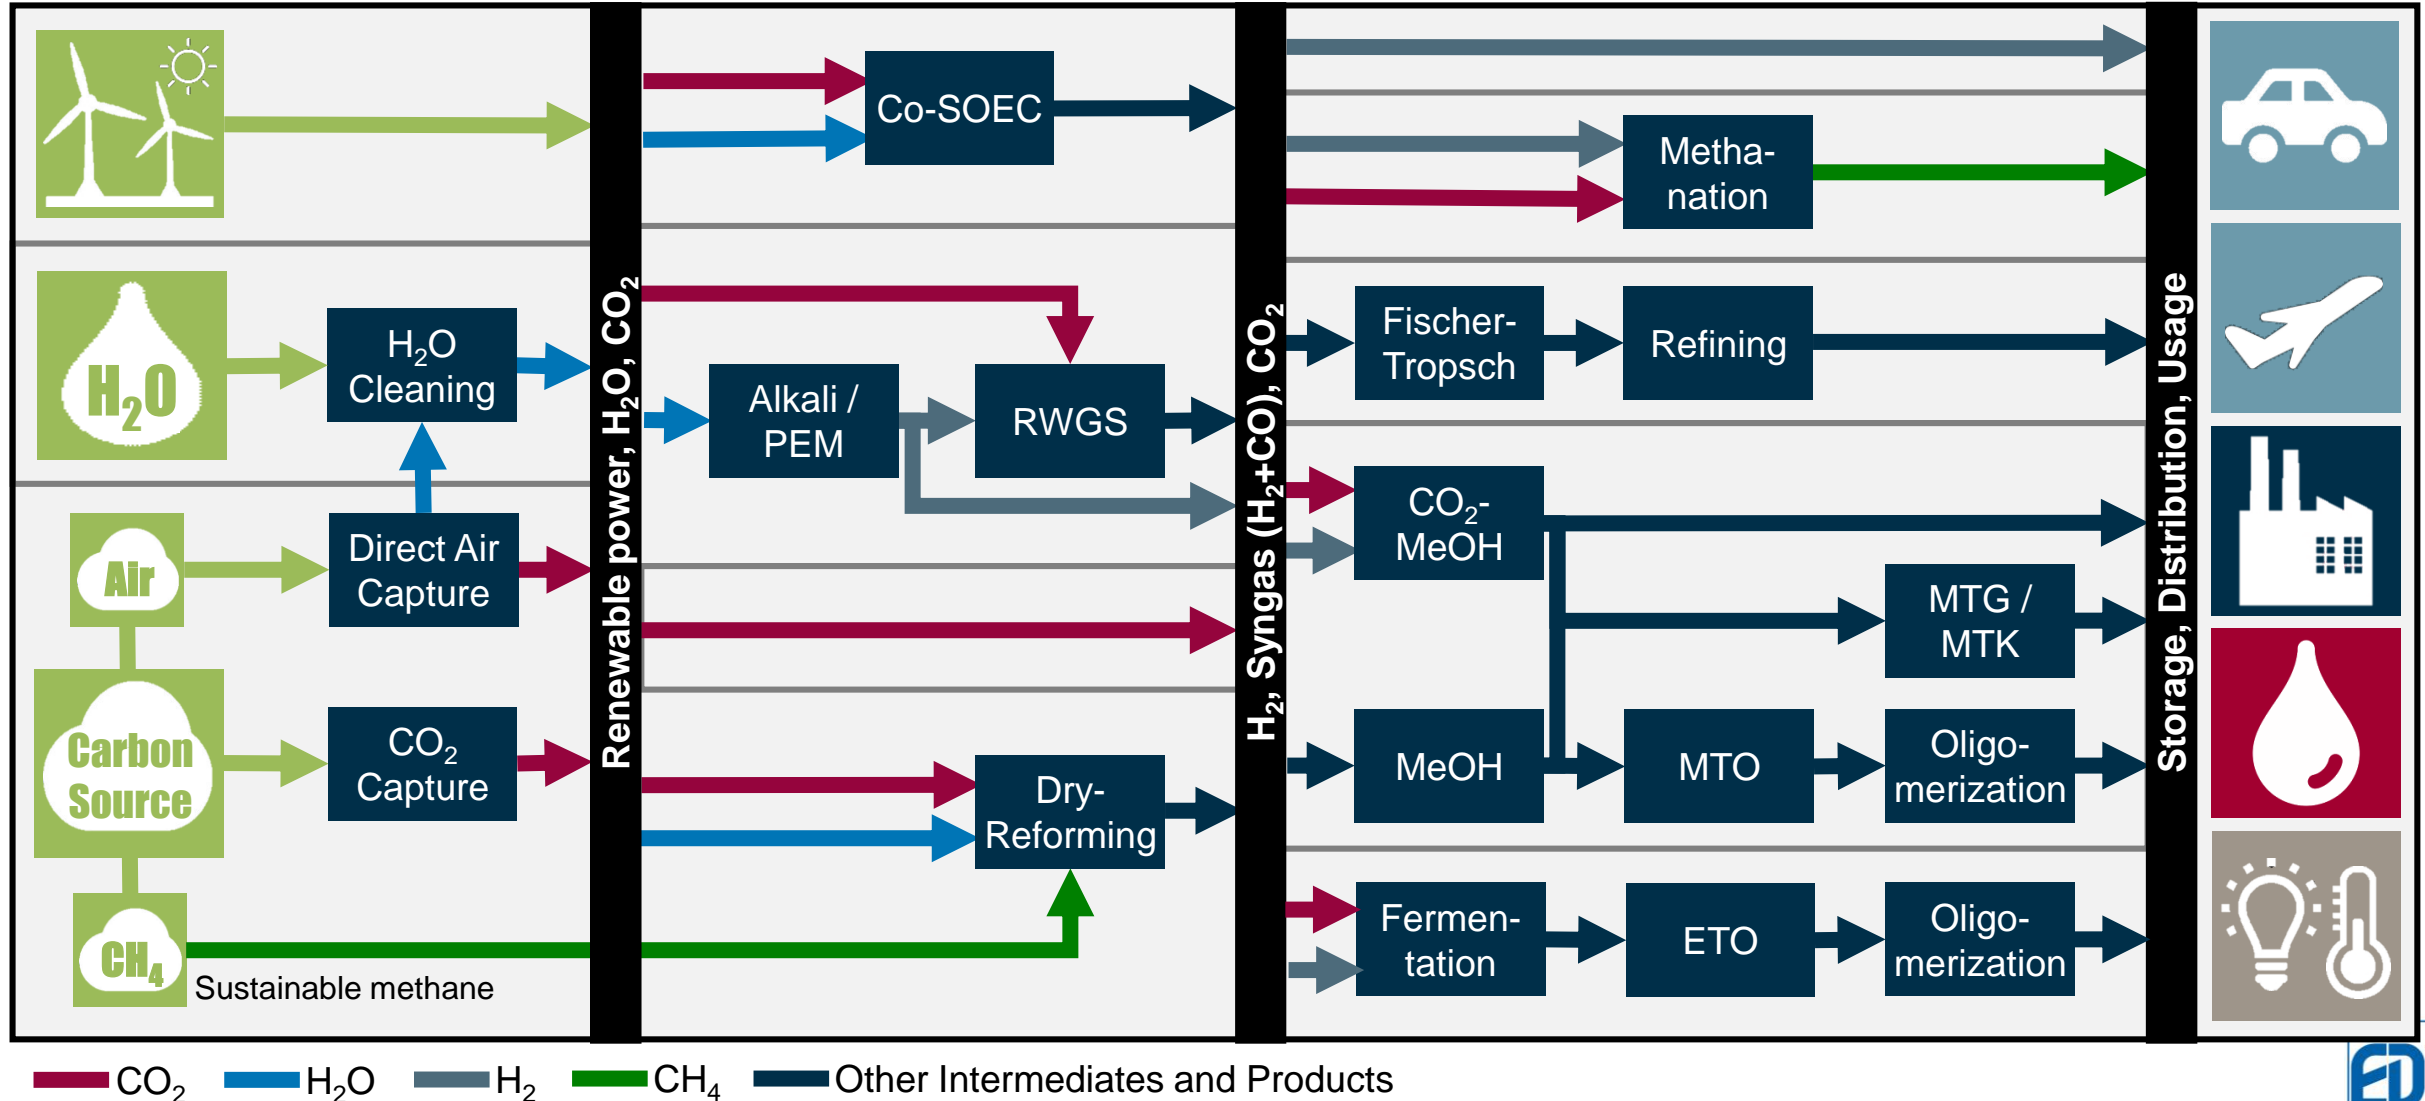 Co-SOEC
Metha-
nation
H₂O
H₂O
Cleaning
Renewable power, H₂O, CO₂
Alkali /
PEM
RWGS
H₂, Syngas (H₂+CO), CO₂
Fischer-
Tropsch
Refining
Storage, Distribution, Usage
Air
Direct Air
Capture
CO₂-
MeOH
MTG /
MTK
Carbon
Source
CO₂
Capture
Dry-
Reforming
MeOH
MTO
Oligo-
merization
CH₄
Sustainable methane
Fermen-
tation
ETO
Oligo-
merization
CO₂
H₂O
H₂
CH₄
Other Intermediates and Products